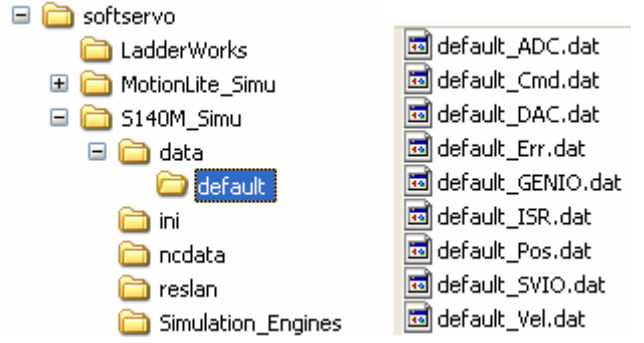 softservo
LadderWorks
MotionLite_Simu
S140M_Simu
data
default
ini
ncdata
reslan
Simulation_Engines
default_ADC.dat
default_Cmd.dat
default_DAC.dat
default_Err.dat
default_GENIO.dat
default_ISR.dat
default_Pos.dat
default_SVIO.dat
default_Vel.dat